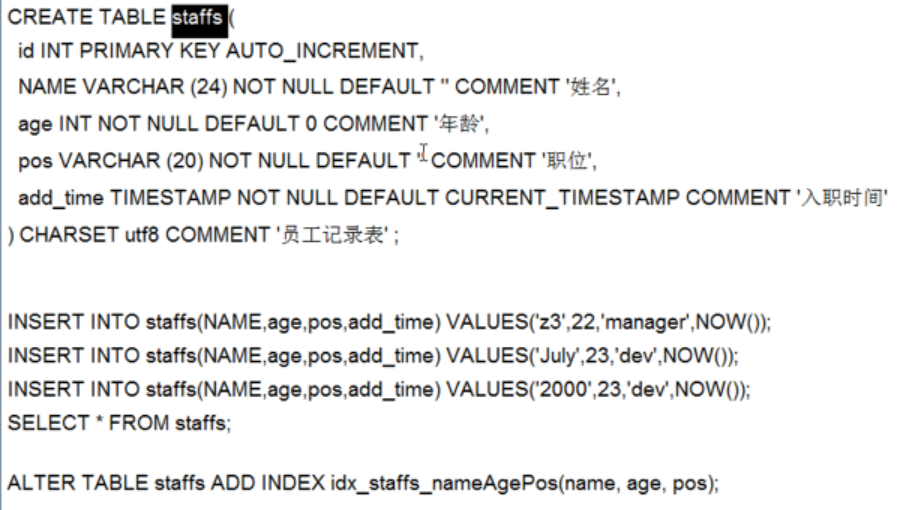 CREATE TABLE staffs (
id INT PRIMARY KEY AUTO_INCREMENT,
NAME VARCHAR (24) NOT NULL DEFAULT '' COMMENT '姓名',
age INT NOT NULL DEFAULT 0 COMMENT '年龄',
pos VARCHAR (20) NOT NULL DEFAULT '' COMMENT '职位',
add_time TIMESTAMP NOT NULL DEFAULT CURRENT_TIMESTAMP COMMENT '入职时间'
) CHARSET utf8 COMMENT '员工记录表' ;
INSERT INTO staffs(NAME,age,pos,add_time) VALUES('z3',22,'manager',NOW());
INSERT INTO staffs(NAME,age,pos,add_time) VALUES('July',23,'dev',NOW());
INSERT INTO staffs(NAME,age,pos,add_time) VALUES('2000',23,'dev',NOW());
SELECT * FROM staffs;
ALTER TABLE staffs ADD INDEX idx_staffs_nameAgePos(name, age, pos);